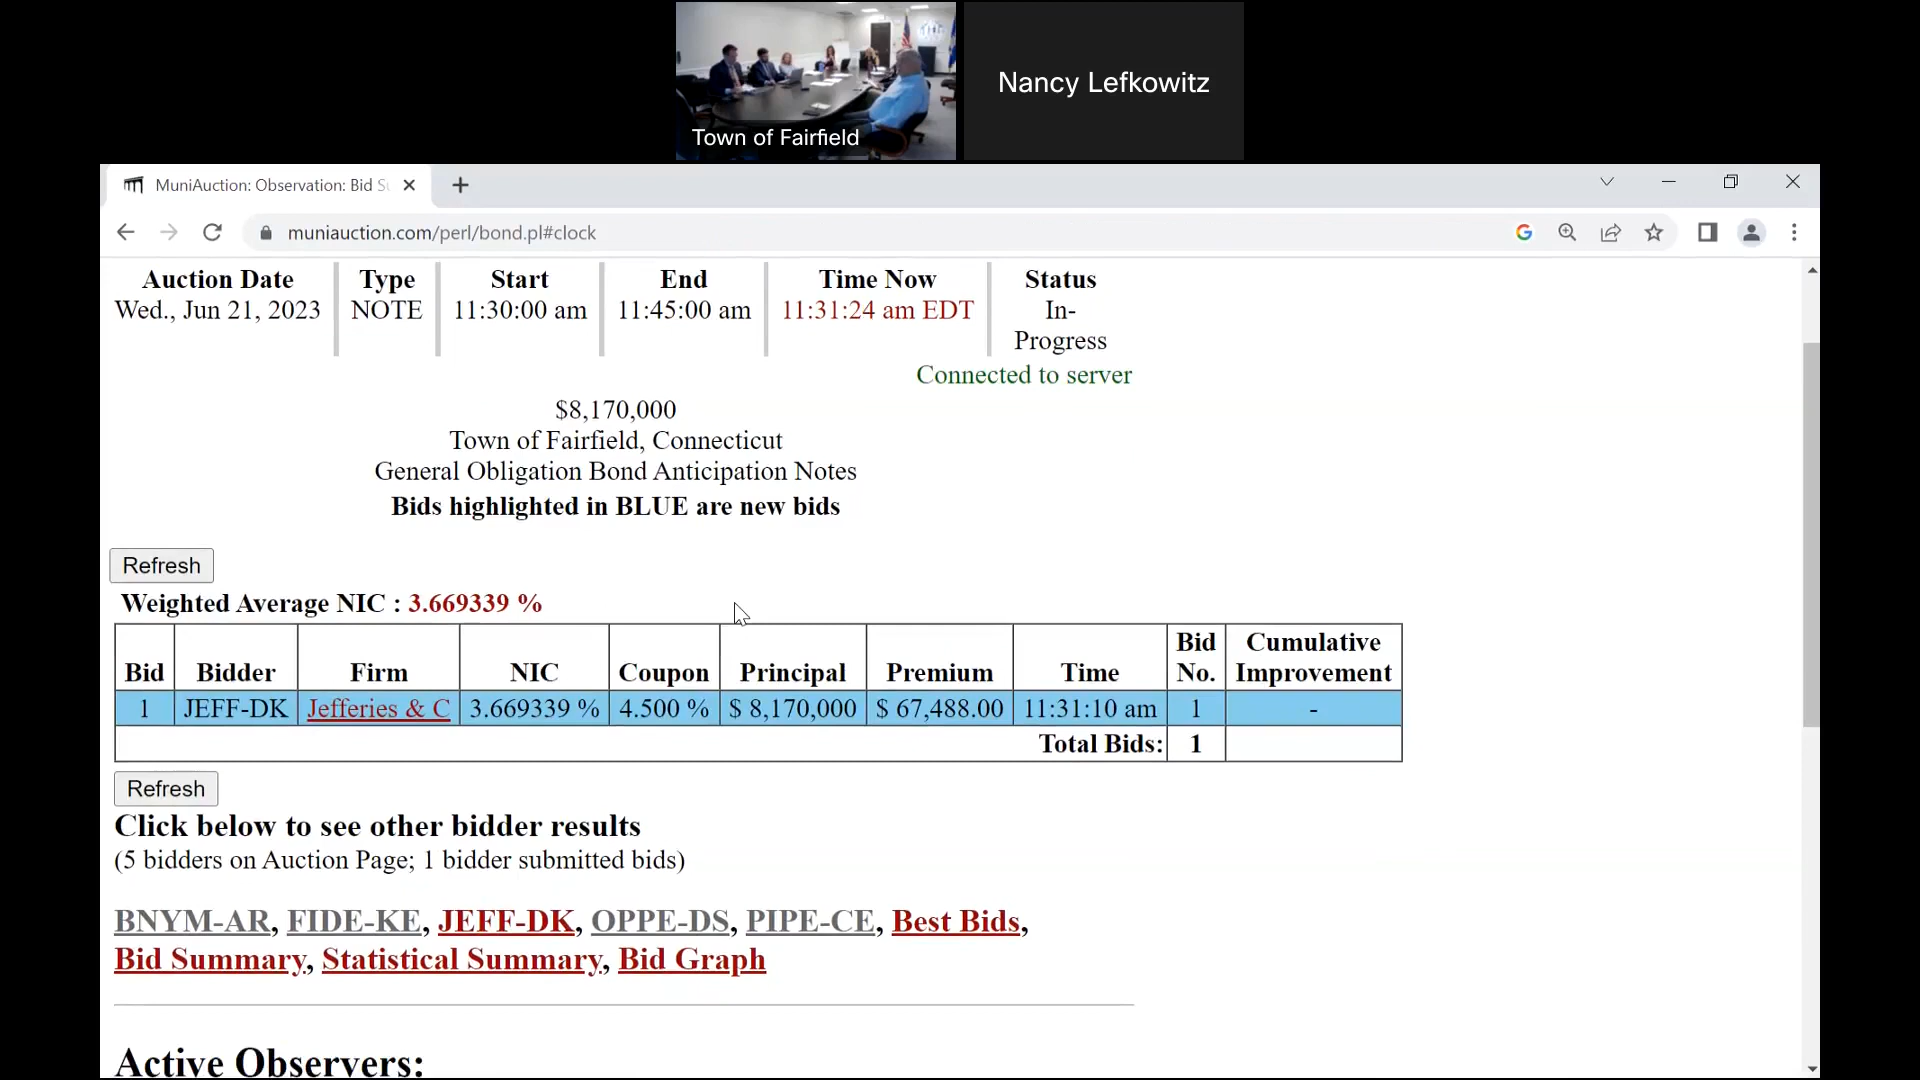 Town of Fairfield
Nancy Lefkowitz
MuniAuction: Observation: Bid S
muniauction.com/perl/bond.pl#clock
Auction Date Type Start End Time Now Status
Wed., Jun 21, 2023 NOTE 11:30:00 am 11:45:00 am 11:31:24 am EDT In-
Progress
Connected to server
$8,170,000
Town of Fairfield, Connecticut
General Obligation Bond Anticipation Notes
Bids highlighted in BLUE are new bids
Refresh
Weighted Average NIC : 3.669339 %
Bid Cumulative
Bid Bidder Firm NIC Coupon Principal Premium Time No. Improvement
1 JEFF-DK Jefferies & C 3.669339 % 4.500 % $ 8,170,000 $ 67,488.00 11:31:10 am 1 -
Total Bids: 1
Refresh
Click below to see other bidder results
(5 bidders on Auction Page; 1 bidder submitted bids)
BNYM-AR, FIDE-KE, JEFF-DK, OPPE-DS, PIPE-CE, Best Bids,
Bid Summary, Statistical Summary, Bid Graph
Active Observers: